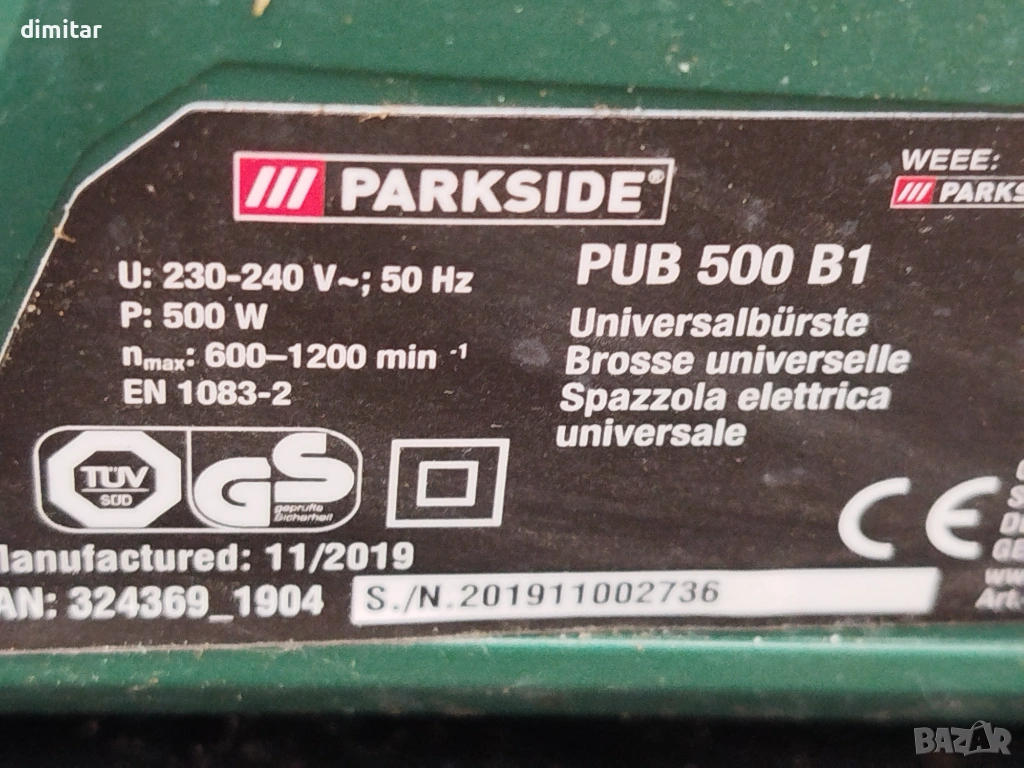 dimitar
PARKSIDE®
WEEE:
PARKS
U: 230-240 V~; 50 Hz
P: 500 W
nmax: 600–1200 min -1
EN 1083-2
PUB 500 B1
Universalbürste
Brosse universelle
Spazzola elettrica
universale
TÜV
SÜD
GS
geprüfte
Sicherheit
CE
Manufactured: 11/2019
IAN: 324369_1904
S./N.201911002736
BAZAR